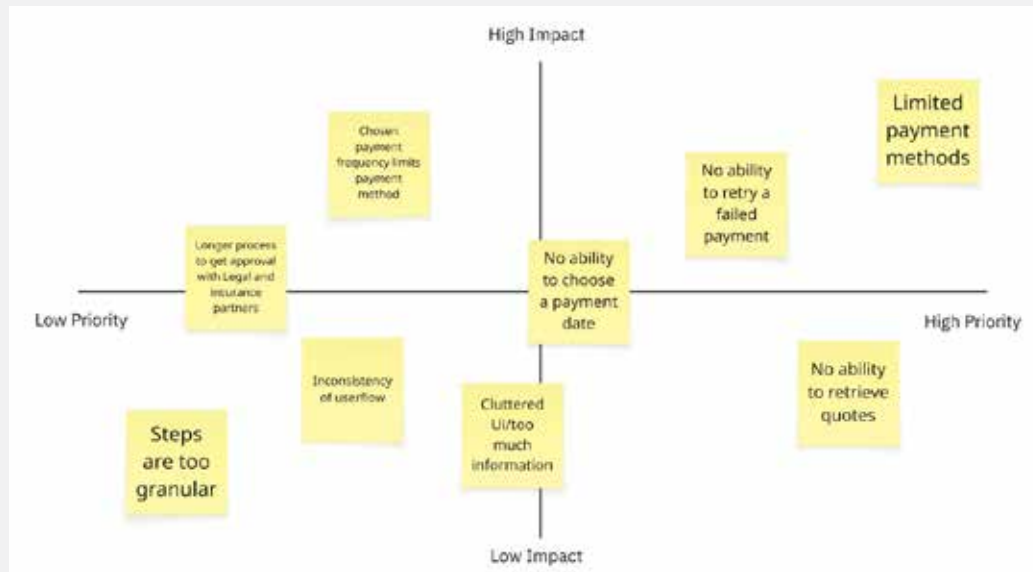 High Impact
Limited
payment
methods
Chosen
payment
frequency limits
payment
method
No ability
to retry a
failed
payment
Longer process
to get approval
with Legal and
Insurance
partners
No ability
to choose
a payment
date
Low Priority
High Priority
Inconsistency
of userflow
No ability
to retrieve
quotes
Cluttered
UI/too
much
information
Steps
are too
granular
Low Impact